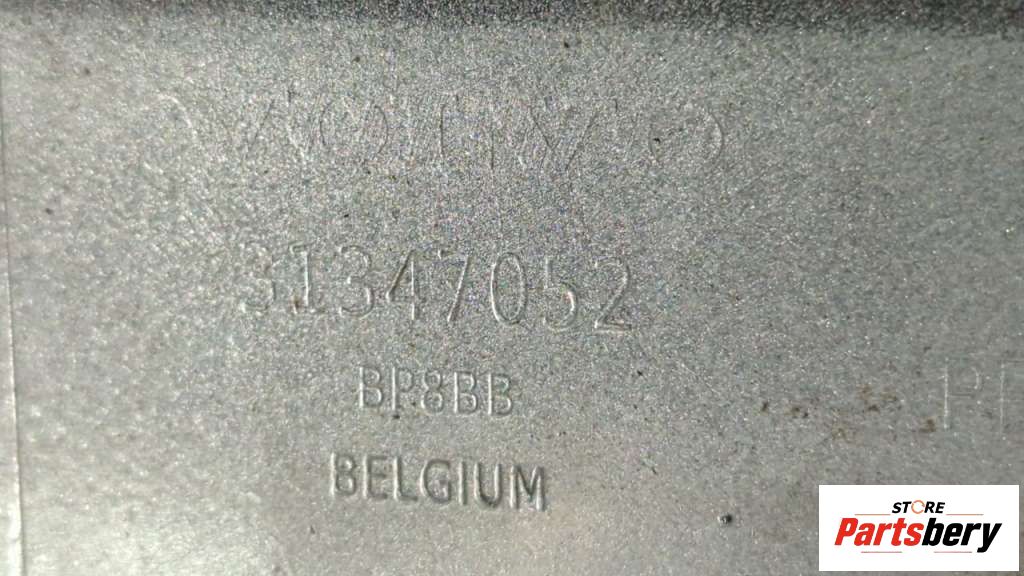 VOLVO
31347052
BP8BB
BELGIUM
STORE
Partsbery